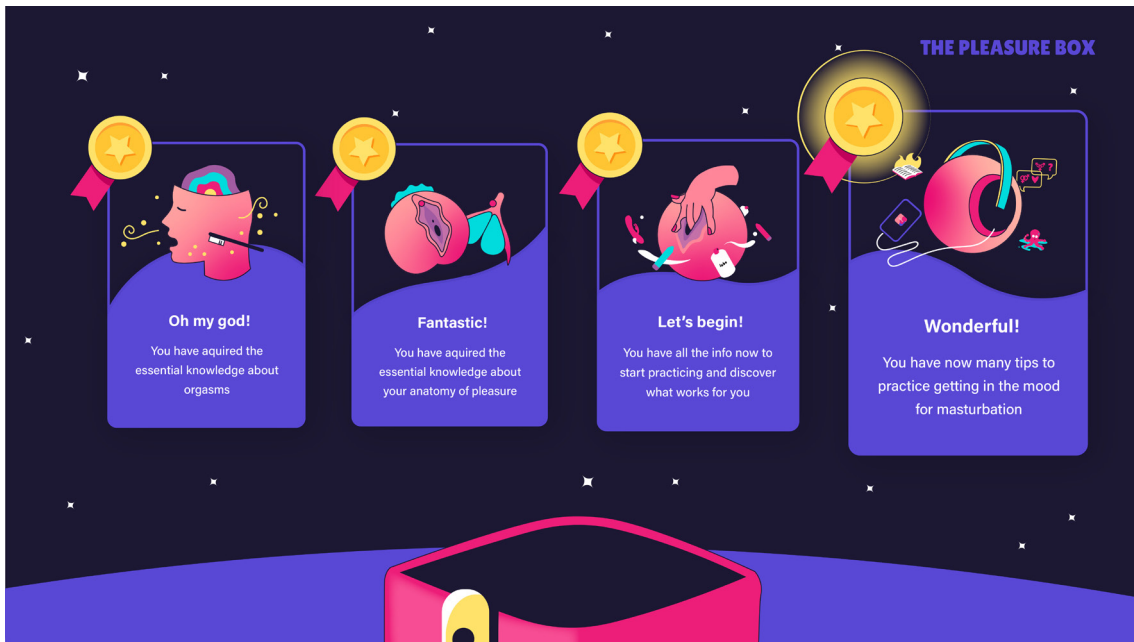 THE PLEASURE BOX
Oh my god!
You have aquired the
essential knowledge about
orgasms
Fantastic!
You have aquired the
essential knowledge about
your anatomy of pleasure
Let's begin!
You have all the info now to
start practicing and discover
what works for you
Wonderful!
You have now many tips to
practice getting in the mood
for masturbation